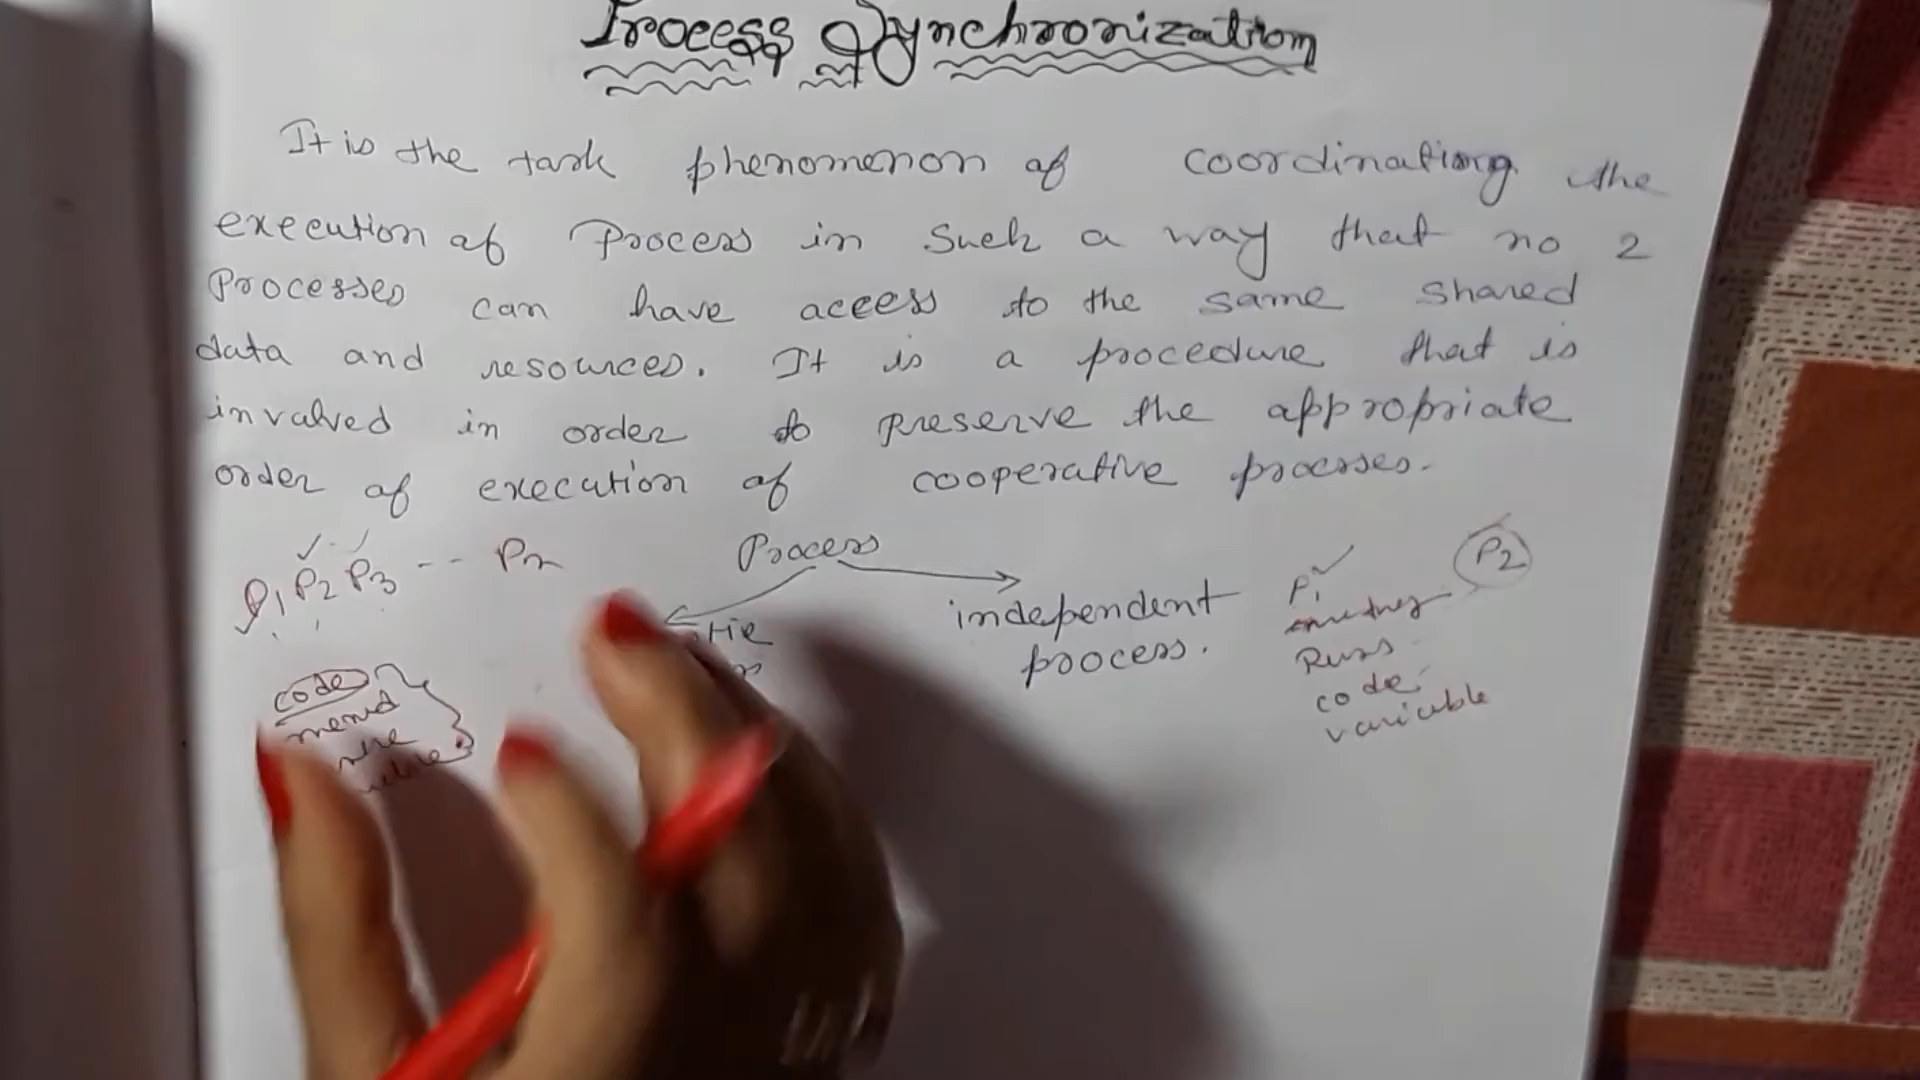 Process Synchronization
It is the task phenomenon of coordinationg the
execution of Process in such a way that no 2
Processes can have access to the same shared
data and resources. It is a procedure that is
involved in order to preserve the appropriate
order of execution of cooperative processes.
P1 P2 P3 -- Pn
Process
independent
process.
P1
P2
Runs
code
variable
code